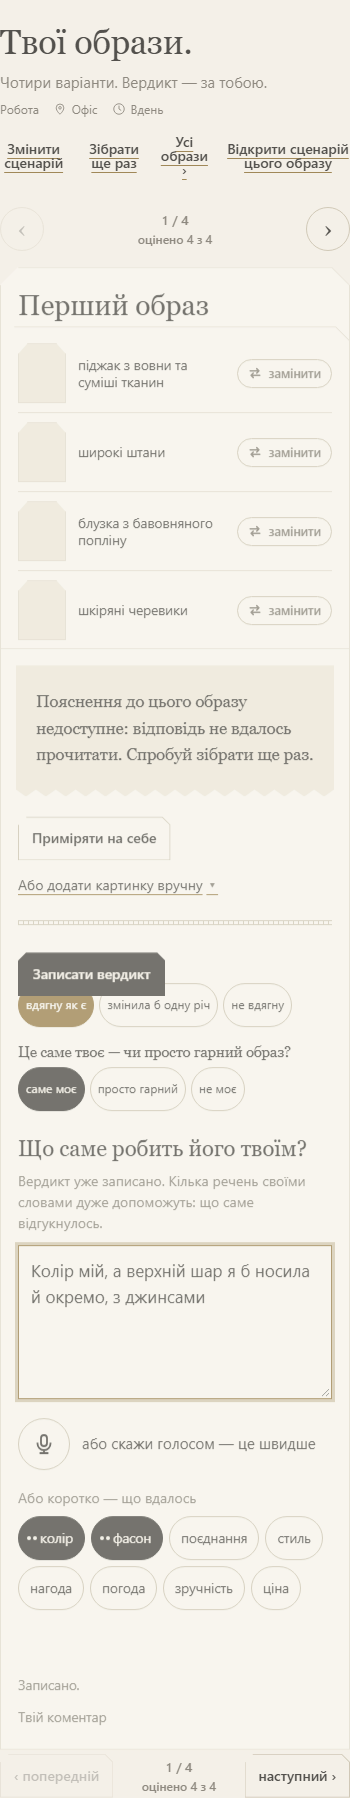 Твої образи.
Чотири варіанти. Вердикт — за тобою.
Робота Офіс Вдень
Змінити сценарій
Зібрати ще раз
Усі образи ›
Відкрити сценарій цього образу
‹
1 / 4
оцінено 4 з 4
›
Перший образ
піджак з вовни та
суміші тканин
замінити
широкі штани
замінити
блузка з бавовняного
попліну
замінити
шкіряні черевики
замінити
Пояснення до цього образу
недоступне: відповідь не вдалось
прочитати. Спробуй зібрати ще раз.
Приміряти на себе
Або додати картинку вручну ▾
Записати вердикт
вдягну як є
змінила б одну річ
не вдягну
Це саме твоє — чи просто гарний образ?
саме моє
просто гарний
не моє
Що саме робить його твоїм?
Вердикт уже записано. Кілька речень своїми
словами дуже допоможуть: що саме
відгукнулось.
Колір мій, а верхній шар я б носила
й окремо, з джинсами
або скажи голосом — це швидше
Або коротко — що вдалось
•• колір
•• фасон
поєднання
стиль
нагода
погода
зручність
ціна
Записано.
Твій коментар
‹ попередній
1 / 4
оцінено 4 з 4
наступний ›